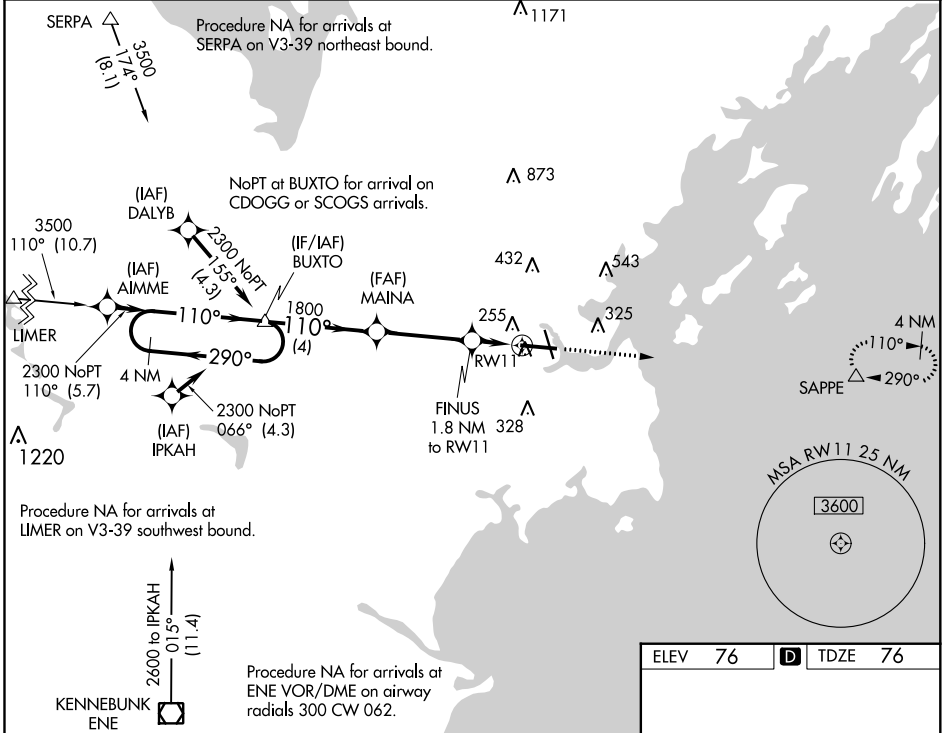 SERPA
3500
174°
(8.1)
Procedure NA for arrivals at
SERPA on V3-39 northeast bound.
1171
873
NoPT at BUXTO for arrival on
CDOGG or SCOGS arrivals.
(IAF)
DALYB
2300 NoPT
155°
(4.3)
3500
110° (10.7)
(IAF)
AIMME
(IF/IAF)
BUXTO
(FAF)
MAINA
432
543
LIMER
110°
1800
110°
(4)
255
325
RW11
290°
2300 NoPT
110° (5.7)
4 NM
2300 NoPT
066° (4.3)
(IAF)
IPKAH
FINUS
1.8 NM
to RW11
328
4 NM
110°
SAPPE
290°
1220
MSA RW11 25 NM
3600
Procedure NA for arrivals at
LIMER on V3-39 southwest bound.
2600 to IPKAH
015°
(11.4)
KENNEBUNK
ENE
Procedure NA for arrivals at
ENE VOR/DME on airway
radials 300 CW 062.
ELEV 76 D TDZE 76